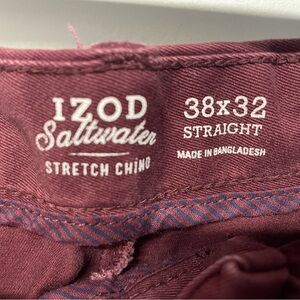 IZOD
Saltwater
STRETCH CHINO
38x32
STRAIGHT
MADE IN BANGLADESH